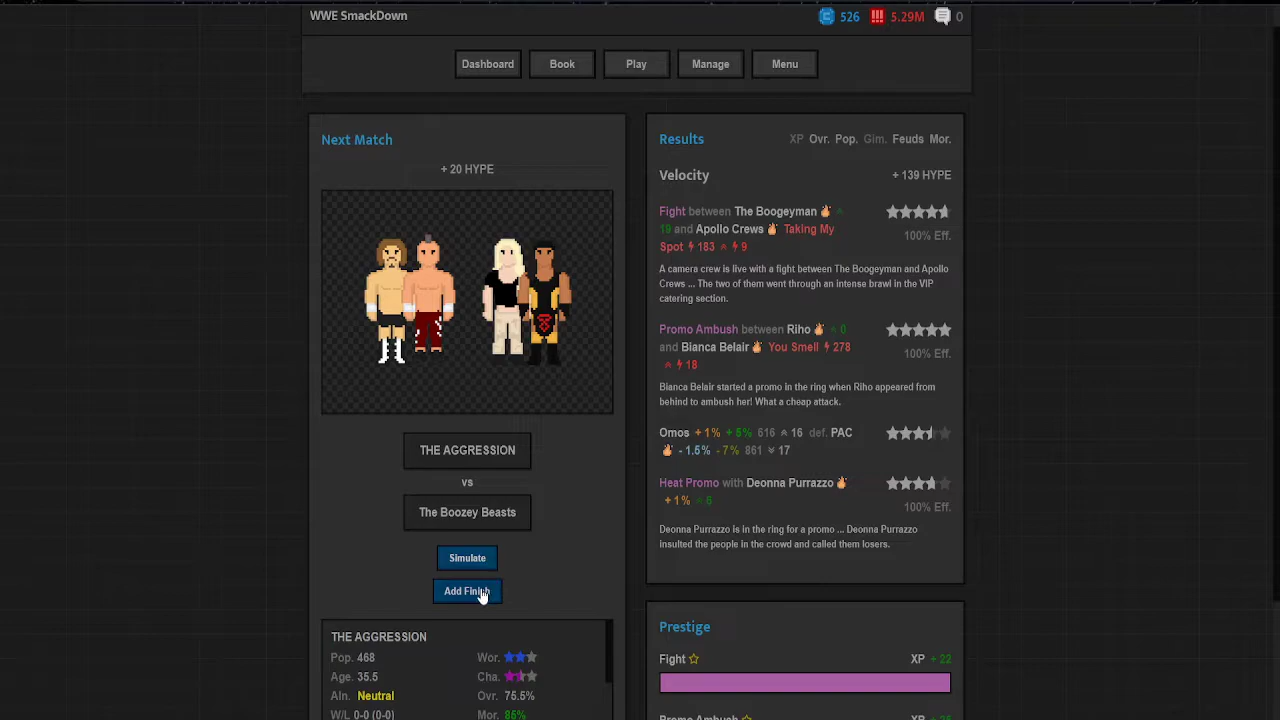 WWE SmackDown
526 5.29M 0
Dashboard Book Play Manage Menu
Next Match
+ 20 HYPE
THE AGGRESSION
vs
The Boozey Beasts
Simulate
Add Finish
THE AGGRESSION
Pop. 468 Wor.
Age. 35.5 Cha.
Aln. Neutral Ovr. 75.5%
W/L 0-0 (0-0) Mor. 85%
Results XP Ovr. Pop. Gim. Feuds Mor.
Velocity + 139 HYPE
Fight between The Boogeyman
19 and Apollo Crews Taking My
Spot 183 9
100% Eff.
A camera crew is live with a fight between The Boogeyman and Apollo
Crews ... The two of them went through an intense brawl in the VIP
catering section.
Promo Ambush between Riho 0
and Bianca Belair You Smell 278
18
100% Eff.
Bianca Belair started a promo in the ring when Riho appeared from
behind to ambush her! What a cheap attack.
Omos + 1% + 5% 616 16 def. PAC
- 1.5% - 7% 861 17
Heat Promo with Deonna Purrazzo
+ 1% 6
100% Eff.
Deonna Purrazzo is in the ring for a promo ... Deonna Purrazzo
insulted the people in the crowd and called them losers.
Prestige
Fight XP + 22
Promo Ambush XP